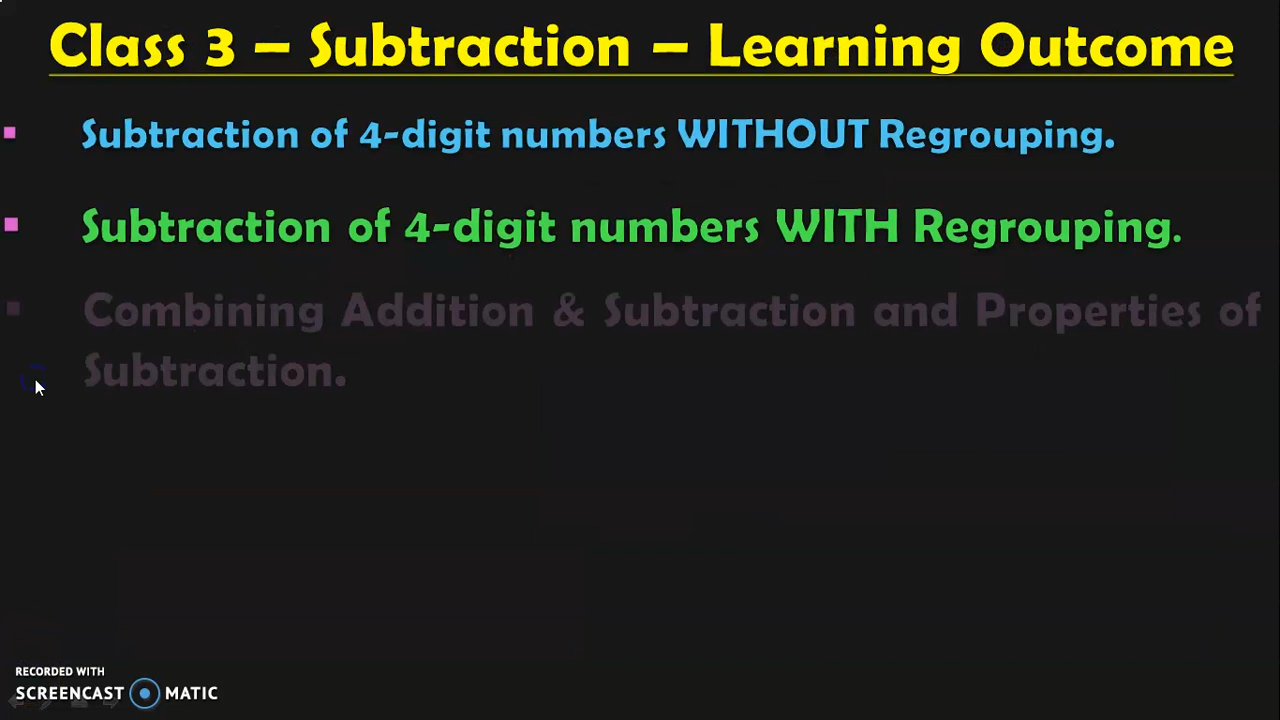 Class 3 – Subtraction – Learning Outcome
▪ Subtraction of 4-digit numbers WITHOUT Regrouping.
▪ Subtraction of 4-digit numbers WITH Regrouping.
▪ Combining Addition & Subtraction and Properties of
Subtraction.
RECORDED WITH
SCREENCAST MATIC